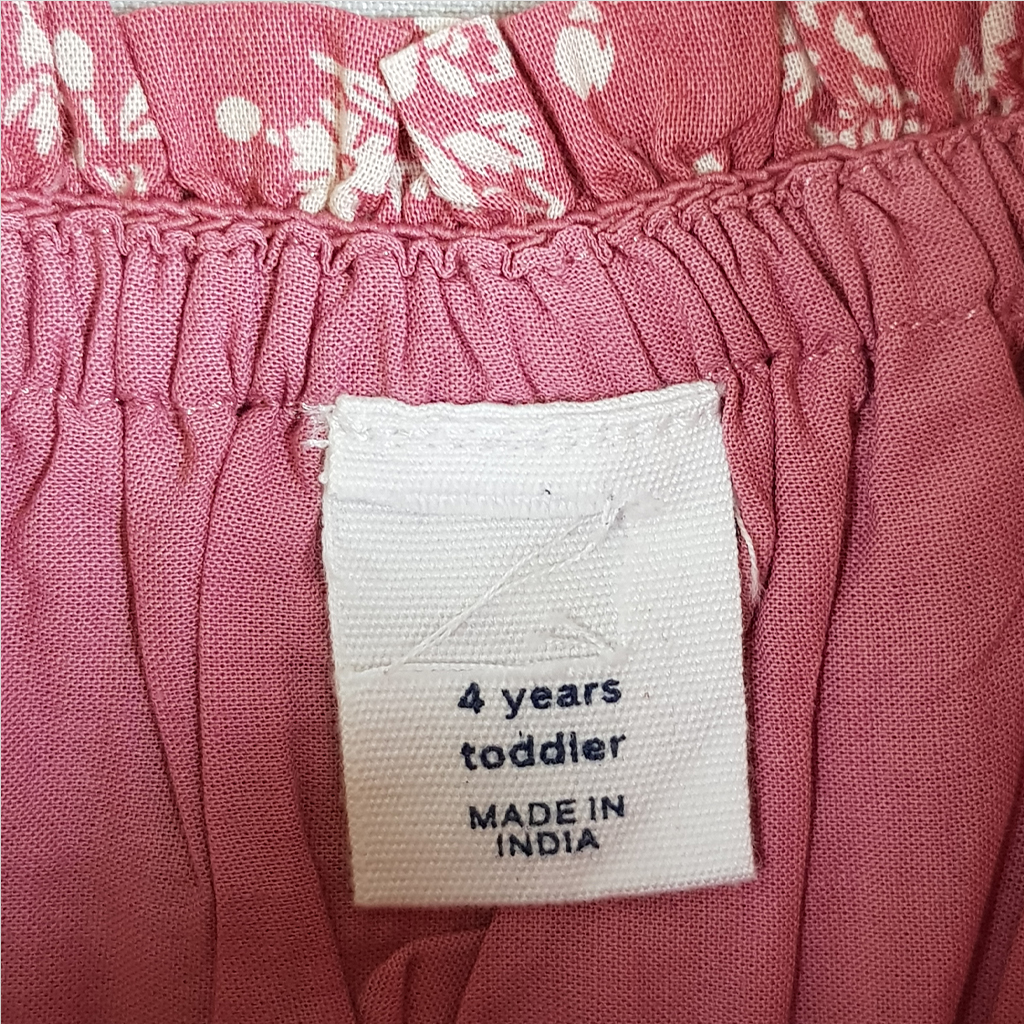 4 years
toddler
MADE IN
INDIA